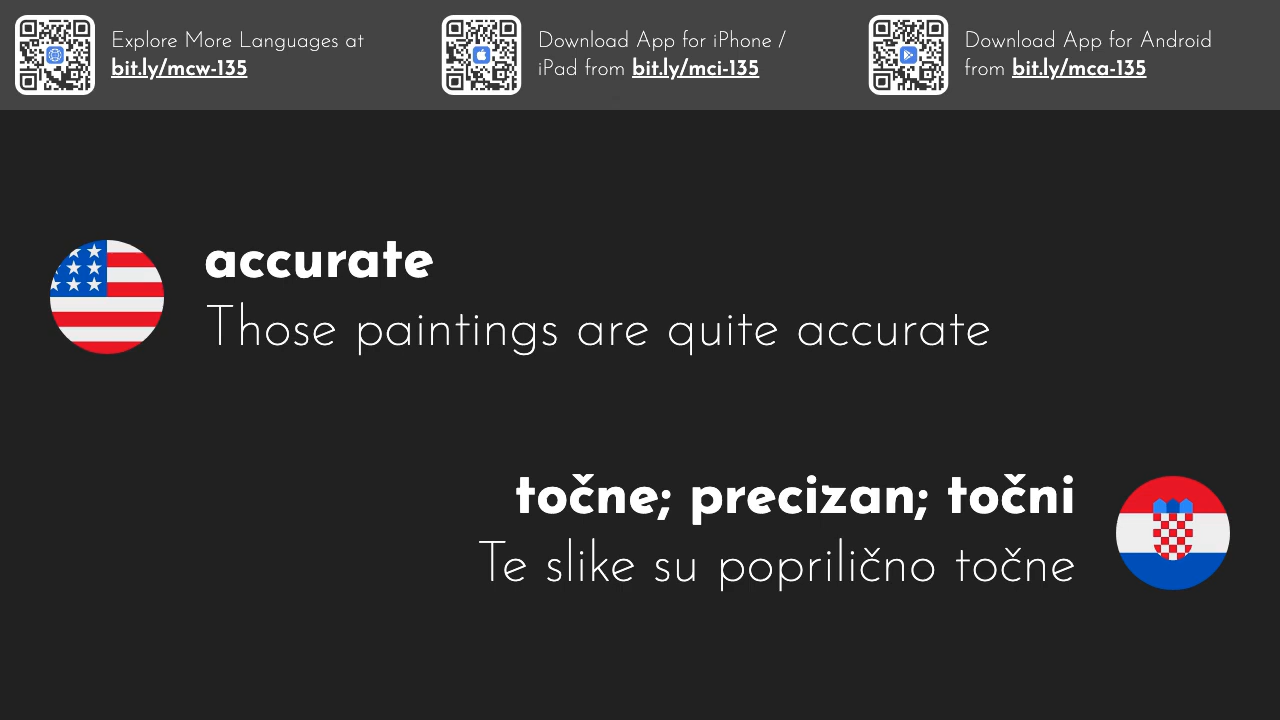 Explore More Languages at
bit.ly/mcw-135
Download App for iPhone /
iPad from bit.ly/mci-135
Download App for Android
from bit.ly/mca-135
accurate
Those paintings are quite accurate
točne; precizan; točni
Te slike su poprilično točne